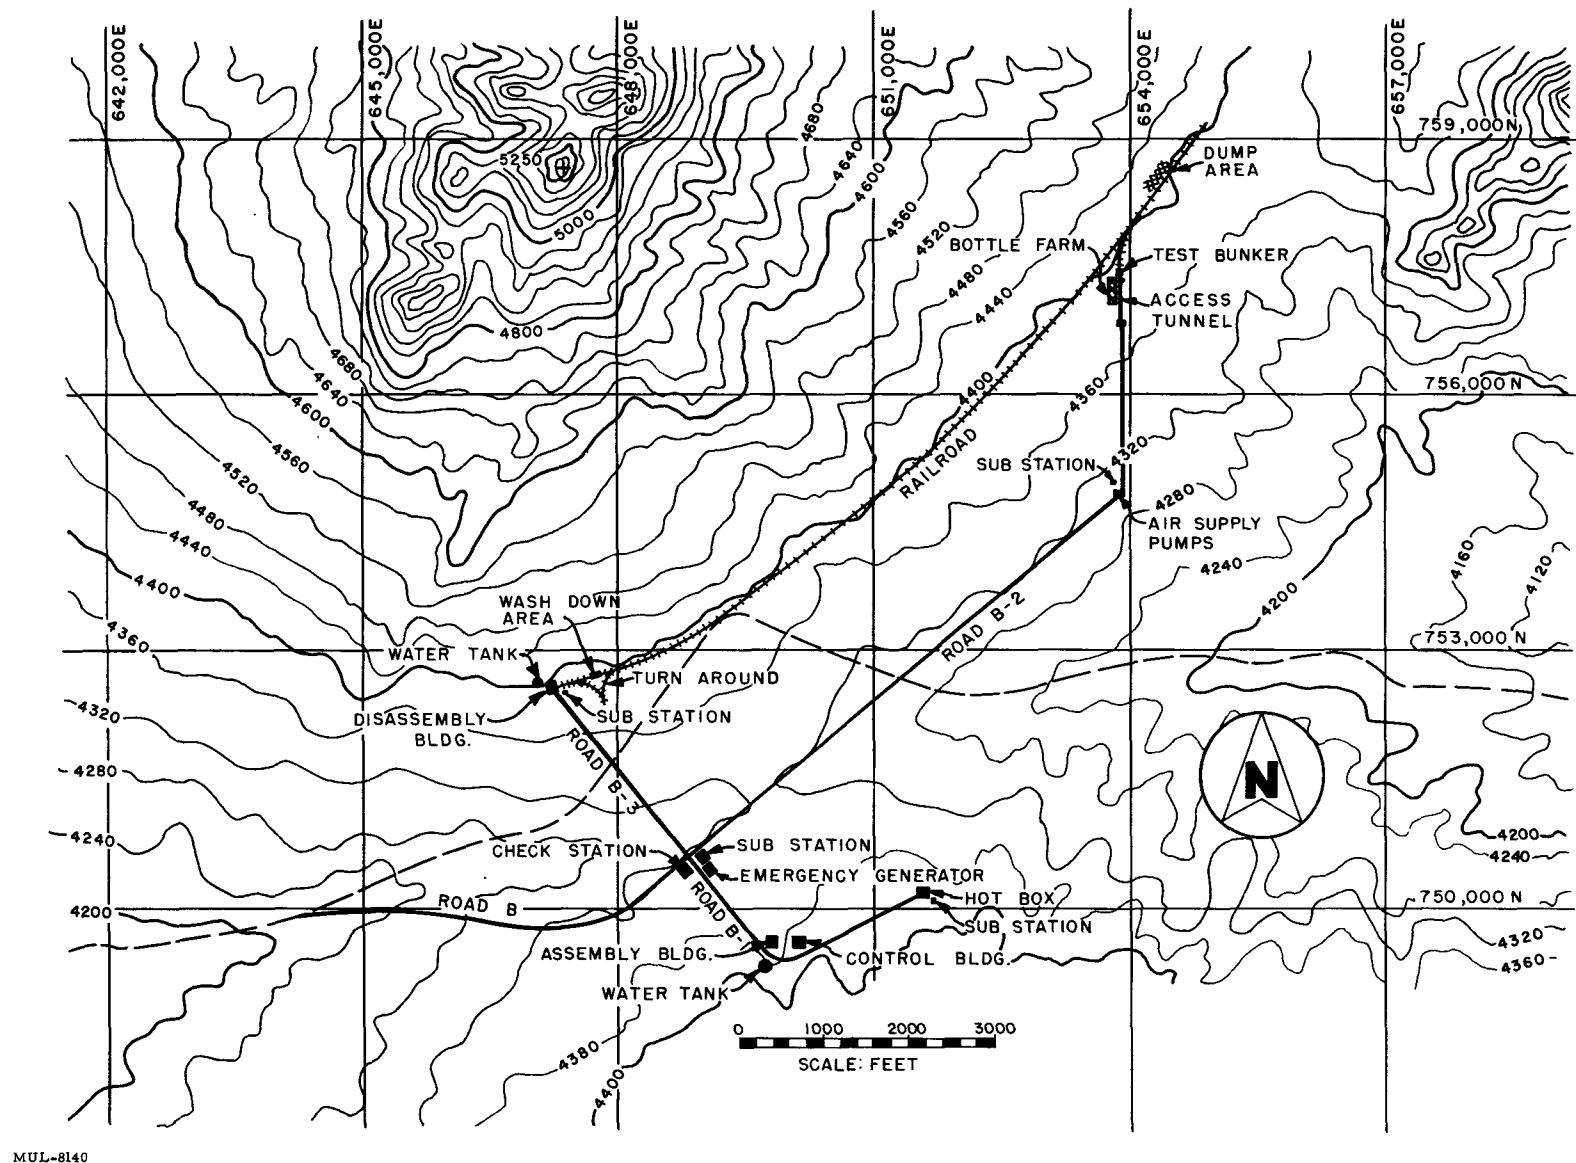 642,000E
645,000E
648,000E
651,000E
654,000E
657,000E
759,000N
4680
4640
4600
DUMP
AREA
5250
5000
4560
4520
BOTTLE FARM
TEST BUNKER
4480
4440
ACCESS
TUNNEL
4800
4680
4640
4600
4400
4360
756,000N
4560
4520
4480
4440
RAILROAD
4320
SUB STATION
4280
AIR SUPPLY
PUMPS
4240
4200
4160
4120
4400
4360
WASH DOWN
AREA
WATER TANK
TURN AROUND
ROAD B-2
753,000 N
4320
DISASSEMBLY
BLDG.
SUB STATION
ROAD B-3
4280
N
4240
CHECK STATION
SUB STATION
EMERGENCY GENERATOR
4200
4240
4200
ROAD B
ROAD B-
HOT BOX
SUB STATION
750,000 N
ASSEMBLY BLDG.
CONTROL BLDG.
4320
4360
WATER TANK
4380
4400
0 1000 2000 3000
SCALE: FEET
MUL-8140